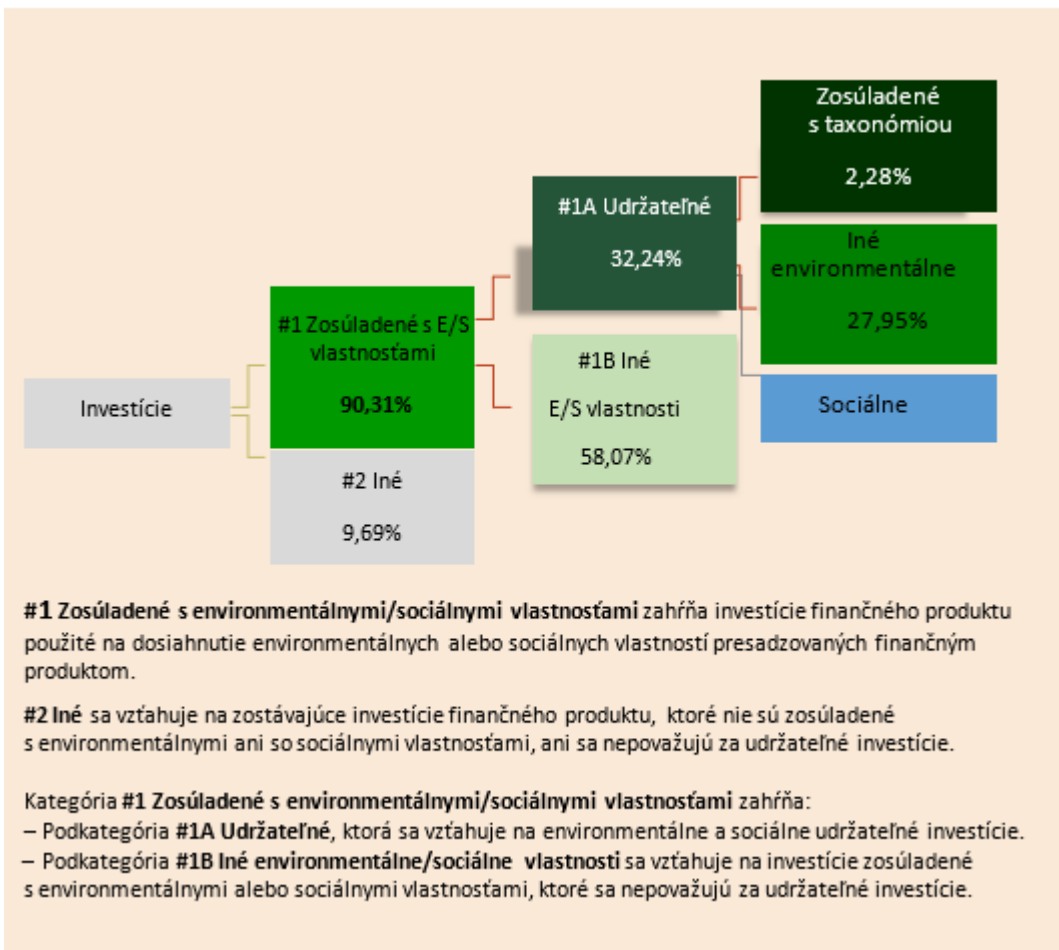 Zosúladené
s taxonómiou
2,28%
#1A Udržateľné
32,24%
Iné
environmentálne
27,95%
#1 Zosúladené s E/S
vlastnosťami
90,31%
#1B Iné
E/S vlastnosti
58,07%
Investície
Sociálne
#2 Iné
9,69%
#1 Zosúladené s environmentálnymi/sociálnymi vlastnosťami zahŕňa investície finančného produktu
použité na dosiahnutie environmentálnych alebo sociálnych vlastností presadzovaných finančným
produktom.
#2 Iné sa vzťahuje na zostávajúce investície finančného produktu, ktoré nie sú zosúladené
s environmentálnymi ani so sociálnymi vlastnosťami, ani sa nepovažujú za udržateľné investície.
Kategória #1 Zosúladené s environmentálnymi/sociálnymi vlastnosťami zahŕňa:
– Podkategória #1A Udržateľné, ktorá sa vzťahuje na environmentálne a sociálne udržateľné investície.
– Podkategória #1B Iné environmentálne/sociálne vlastnosti sa vzťahuje na investície zosúladené
s environmentálnymi alebo sociálnymi vlastnosťami, ktoré sa nepovažujú za udržateľné investície.